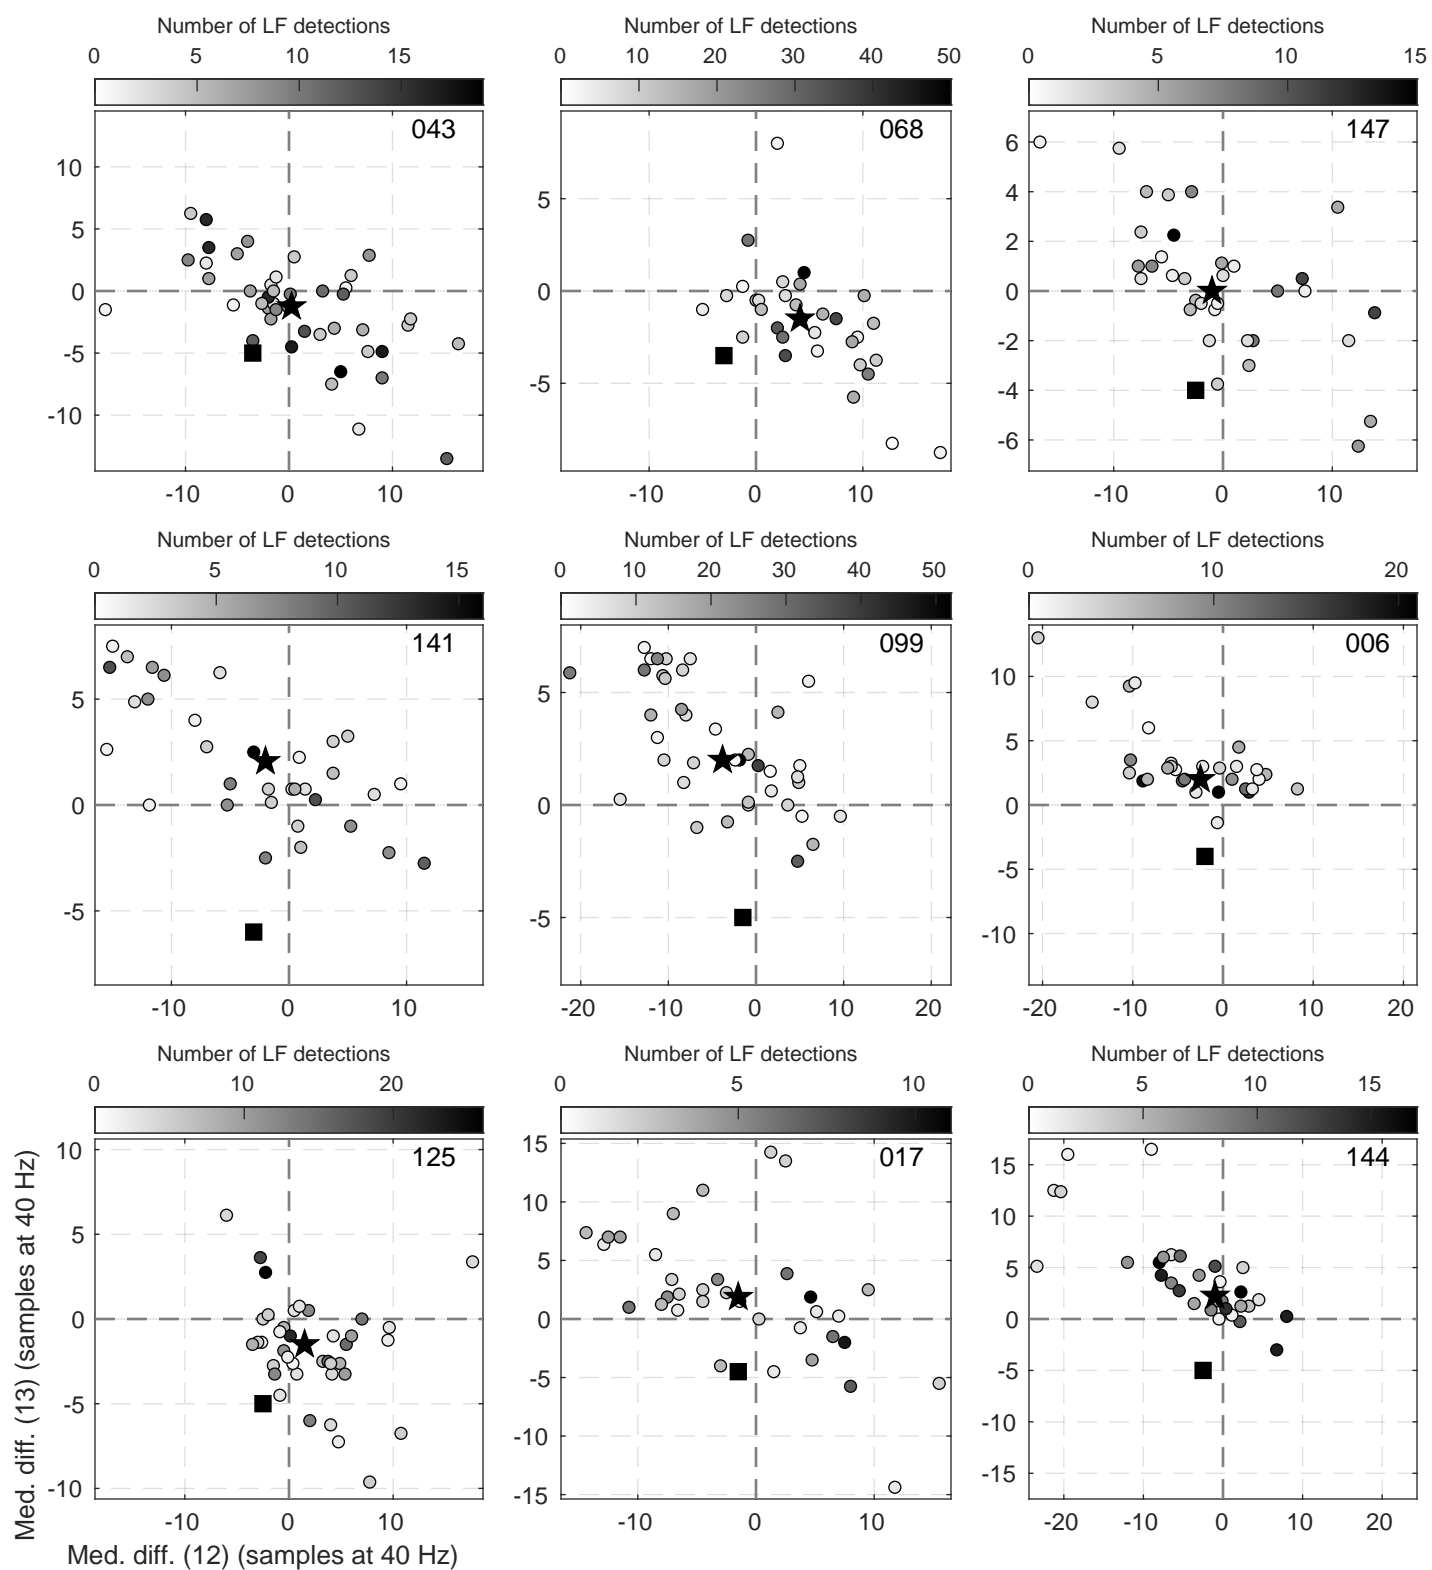 Number of LF detections Number of LF detections Number of LF detections
0 5 10 15 0 10 20 30 40 50 5 10 15
043 068 147
10 5 0 -5 -10
5 0 -5
6 4 2 0 -2 -4 -6
-10 0 10 -10 0 10 -10 0 10
Number of LF detections Number of LF detections Number of LF detections
0 5 10 15 0 10 20 30 40 50 0 10 20
141 099 006
5 0 -5
5 0 -5
10 5 0 -5 -10
-10 0 10 -20 -10 0 10 20 -20 -10 0 10 20
Number of LF detections Number of LF detections Number of LF detections
0 10 20 0 5 10 0 5 10 15
125 017 144
10 5 0 -5 -10
15 10 5 0 -5 -10 -15
15 10 5 0 -5 -10 -15
-10 0 10 -10 0 10 -20 -10 0 10 20
Med. diff. (13) (samples at 40 Hz)
Med. diff. (12) (samples at 40 Hz)